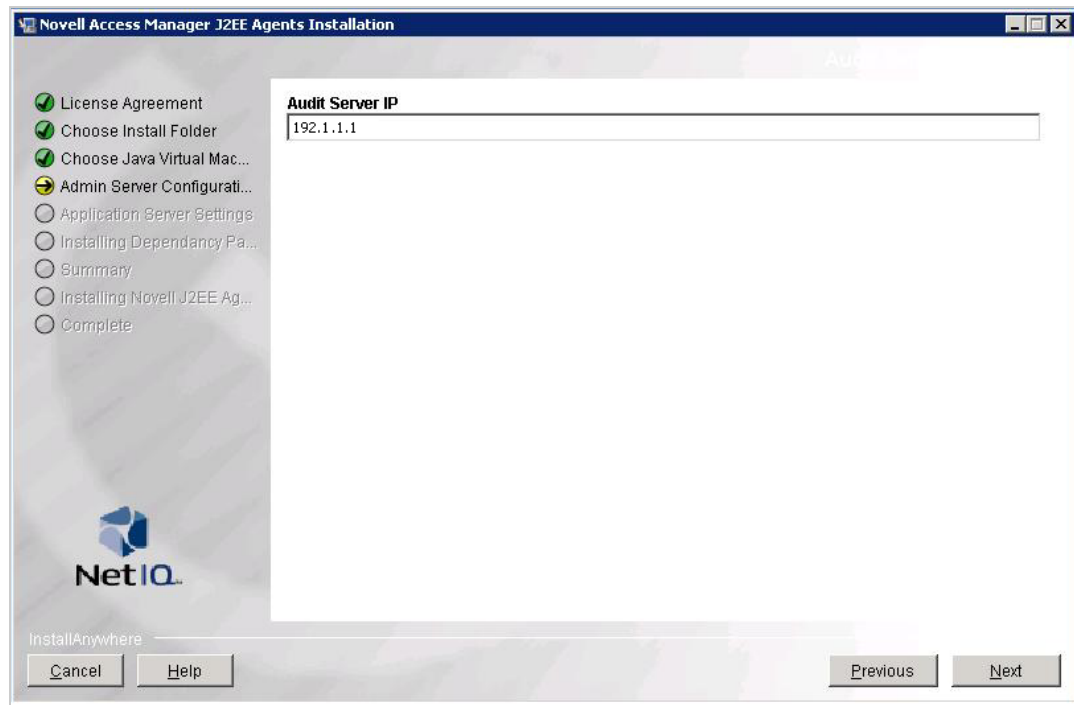 Novell Access Manager J2EE Agents Installation
License Agreement
Choose Install Folder
Choose Java Virtual Mac...
Admin Server Configurati...
Application Server Settings
Installing Dependancy Pa...
Summary
Installing Novell J2EE Ag...
Complete
Audit Server IP
192.1.1.1
NetIQ
InstallAnywhere
Cancel
Help
Previous
Next